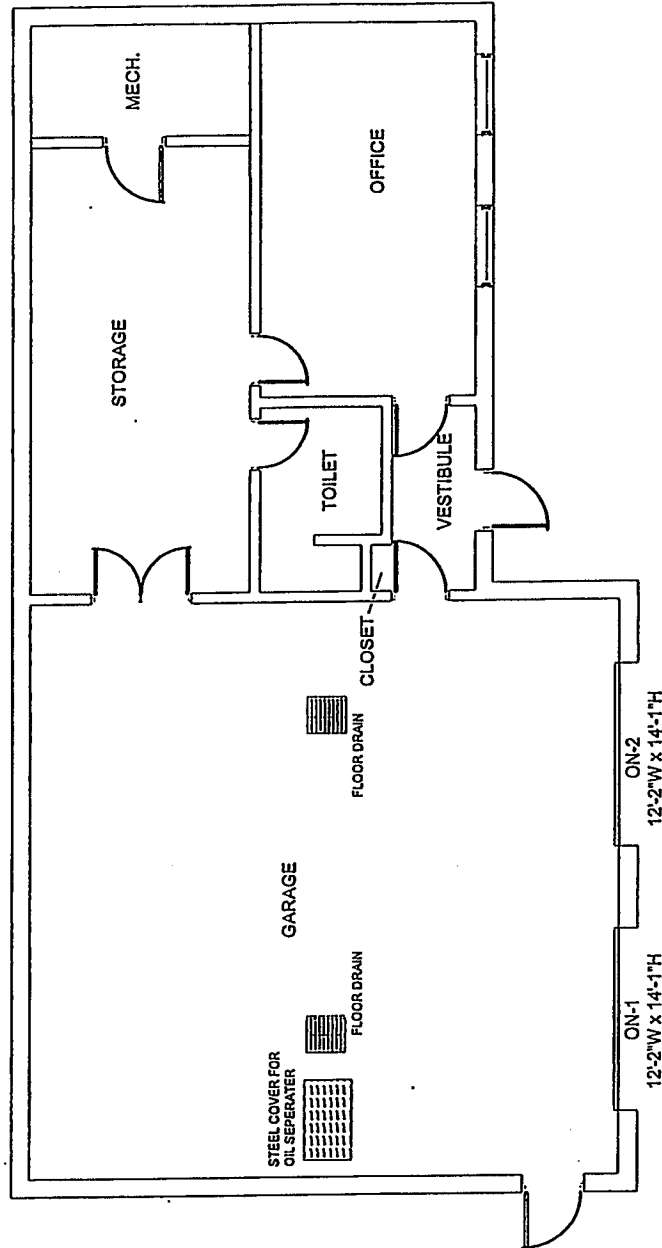 MECH.
STORAGE
OFFICE
TOILET
VESTIBULE
CLOSET
FLOOR DRAIN
GARAGE
FLOOR DRAIN
STEEL COVER FOR
OIL SEPERATER
ON-2
12'-2"W x 14'-1"H
ON-1
12'-2"W x 14'-1"H